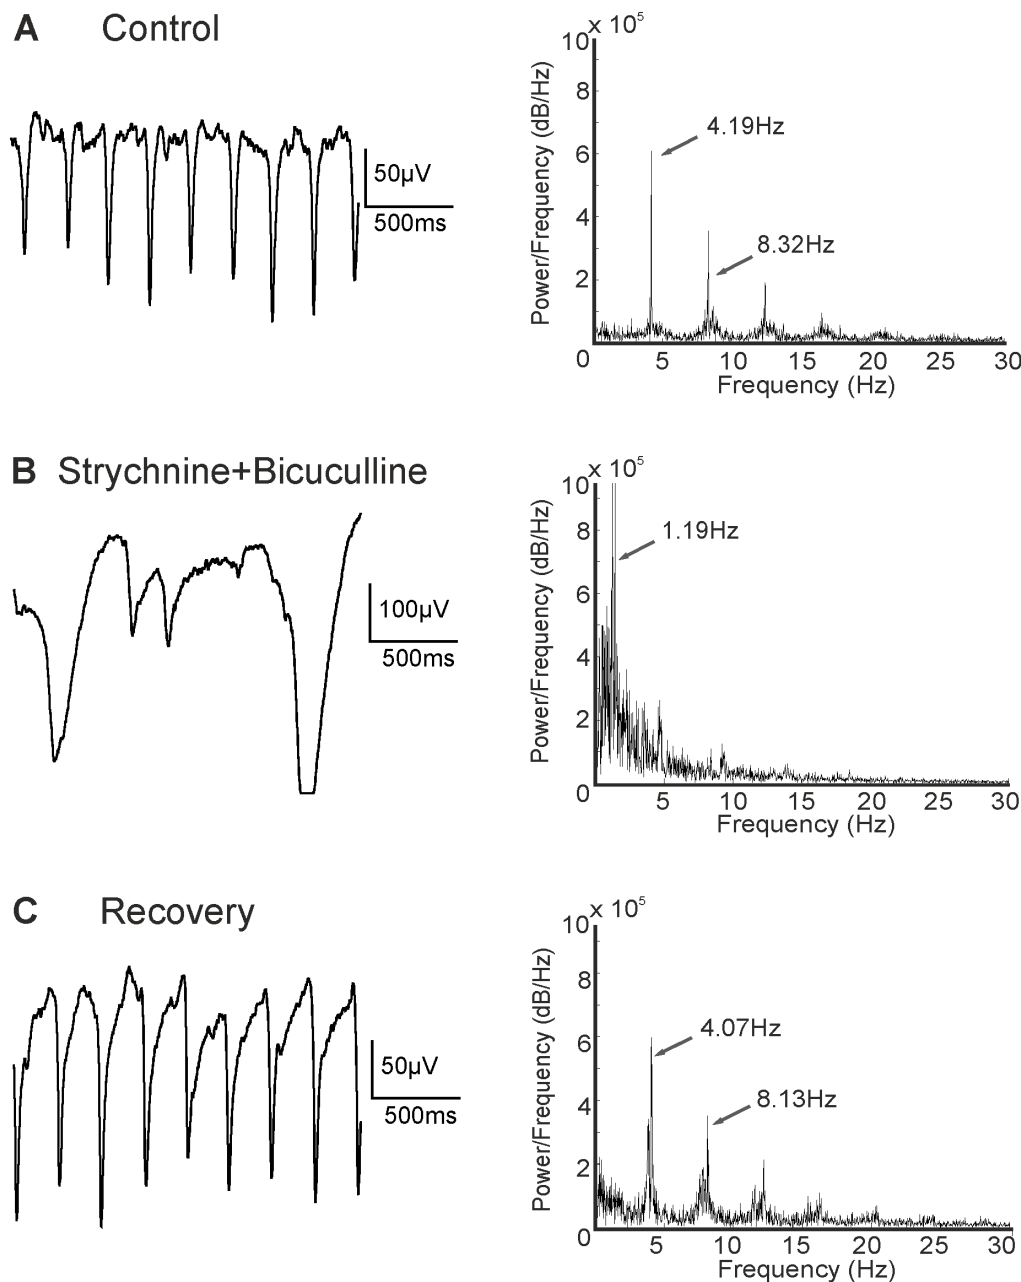 A Control
50μV
500ms
x 10⁵
10
8
6
4
2
0
5 10 15 20 25 30
Frequency (Hz)
Power/Frequency (dB/Hz)
4.19Hz
8.32Hz
B Strychnine+Bicuculline
100μV
500ms
x 10⁵
10
8
6
4
2
0
5 10 15 20 25 30
Frequency (Hz)
Power/Frequency (dB/Hz)
1.19Hz
C Recovery
50μV
500ms
x 10⁵
10
8
6
4
2
0
5 10 15 20 25 30
Frequency (Hz)
Power/Frequency (dB/Hz)
4.07Hz
8.13Hz